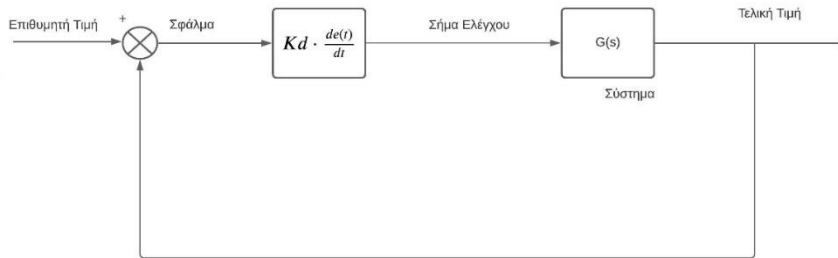 Επιθυμητή Τιμή
+
Σφάλμα
Kd · de(t)/dt
Σήμα Ελέγχου
G(s)
Σύστημα
Τελική Τιμή